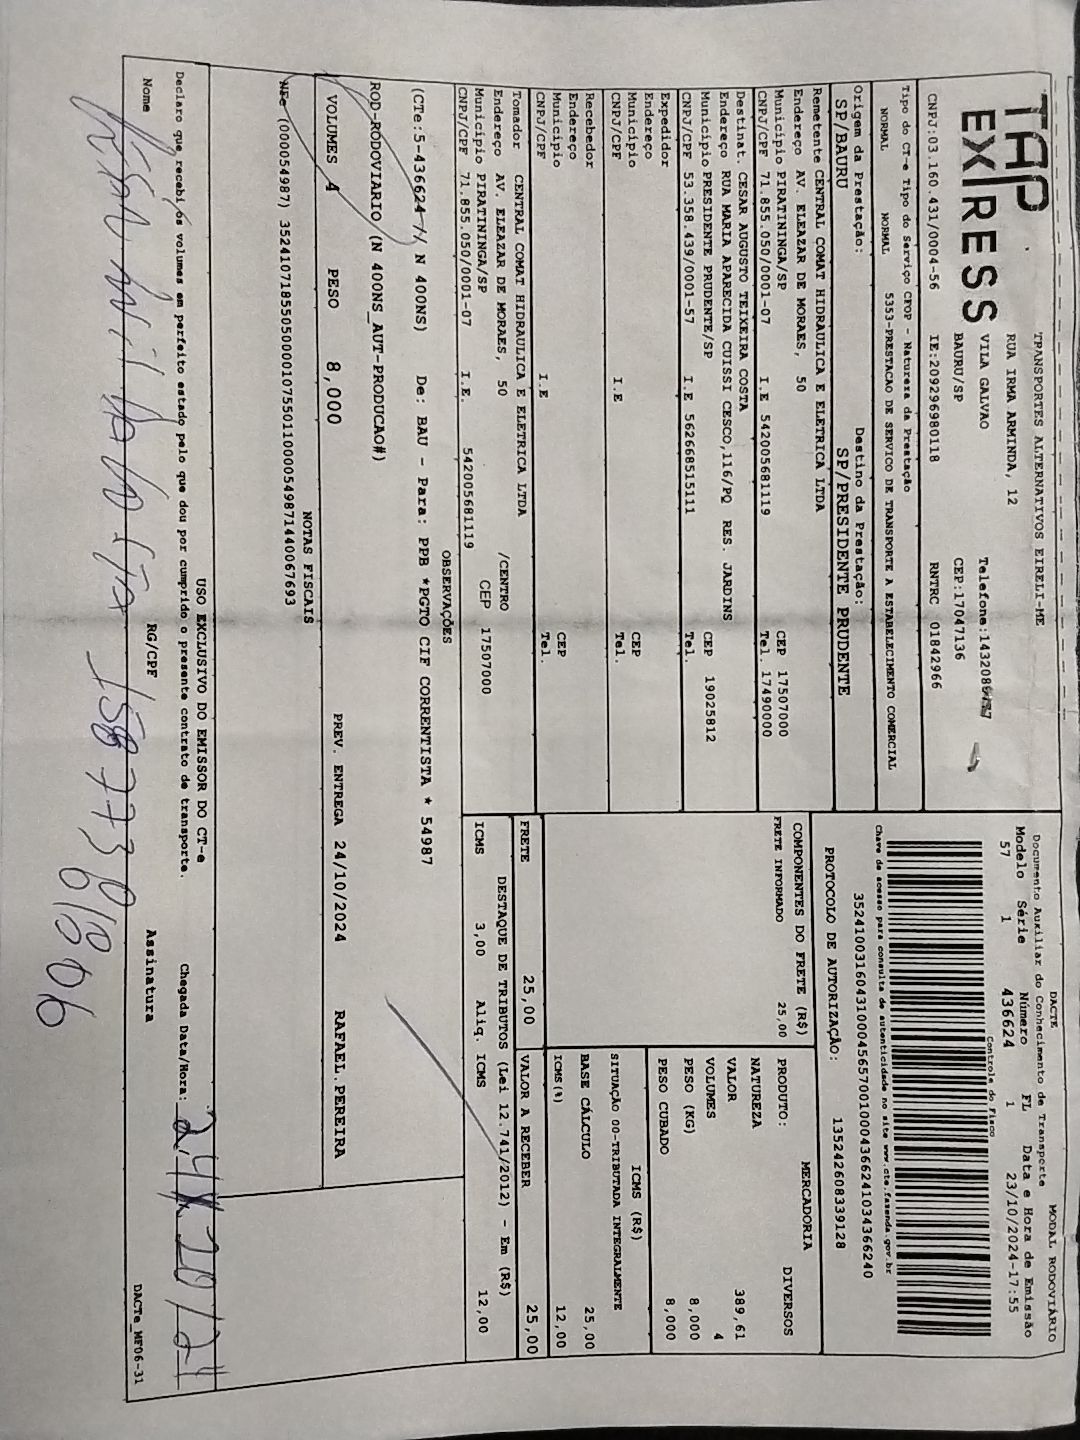 TAP
EXPRESS
TRANSPORTES ALTERNATIVOS EIRELI-ME
RUA IRMA ARMINDA, 12
VILA GALVAO
BAURU/SP
Telefone:143208
CEP:17047136
CNPJ:03.160.431/0004-56 IE:209296980118 RNTRC 01842966
Tipo do CT-e Tipo do Serviço CFOP - Natureza da Prestação
NORMAL NORMAL 5353-PRESTACAO DE SERVICO DE TRANSPORTE A ESTABELECIMENTO COMERCIAL
Origem da Prestação: Destino da Prestação:
SP/BAURU SP/PRESIDENTE PRUDENTE
Remetente CENTRAL COMAT HIDRAULICA E ELETRICA LTDA
Endereço AV. ELEAZAR DE MORAES, 50
Município PIRATININGA/SP CEP 17507000
CNPJ/CPF 71.855.050/0001-07 I.E 542005681119 Tel. 17490000
Destinat. CESAR AUGUSTO TEIXEIRA COSTA
Endereço RUA MARIA APARECIDA CUISSI CESCO,116/PQ RES. JARDINS
Município PRESIDENTE PRUDENTE/SP CEP 19025812
CNPJ/CPF 53.358.439/0001-57 I.E 562668515111 Tel.
Expedidor
Endereço
Município CEP
CNPJ/CPF I.E Tel.
Recebedor
Endereço
Município CEP
CNPJ/CPF I.E Tel.
Tomador CENTRAL COMAT HIDRAULICA E ELETRICA LTDA
Endereço AV. ELEAZAR DE MORAES, 50 /CENTRO
Município PIRATININGA/SP CEP 17507000
CNPJ/CPF 71.855.050/0001-07 I.E. 542005681119
DACTE MODAL RODOVIÁRIO
Documento Auxiliar do Conhecimento de Transporte
Modelo Série Número FL Data e Hora de Emissão
57 1 436624 1 23/10/2024-17:55
Controle do Fisco
Chave de acesso para consulta de autenticidade no site www.cte.fazenda.gov.br
35241003160431000456570010004366241034366240
PROTOCOLO DE AUTORIZAÇÃO: 135242608339128
COMPONENTES DO FRETE (R$)
FRETE INFORMADO 25,00
MERCADORIA
PRODUTO: DIVERSOS
NATUREZA
VALOR 389,61
VOLUMES 4
PESO (KG) 8,000
PESO CUBADO 8,000
ICMS (R$)
SITUAÇÃO 00-TRIBUTADA INTEGRALMENTE
BASE CÁLCULO 25,00
ICMS(%) 12,00
FRETE 25,00 VALOR A RECEBER 25,00
DESTAQUE DE TRIBUTOS (Lei 12.741/2012) - Em (R$)
ICMS 3,00 Aliq. ICMS 12,00
OBSERVAÇÕES
(CTe:5-436624 N 400NS) De: BAU - Para: PPB *PGTO CIF CORRENTISTA * 54987
ROD-RODOVIARIO (N 400NS_AUT-PRODUCAO#)
VOLUMES 4 PESO 8,000 PREV. ENTREGA 24/10/2024 RAFAEL.PEREIRA
NOTAS FISCAIS
NFe (000054987) 35241071855050000107550110000549871440067693
USO EXCLUSIVO DO EMISSOR DO CT-e
Declaro que recebi os volumes em perfeito estado pelo que dou por cumprido o presente contrato de transporte. Chegada Data/Hora: 24
Nome RG/CPF Assinatura DACTe_MF06-31